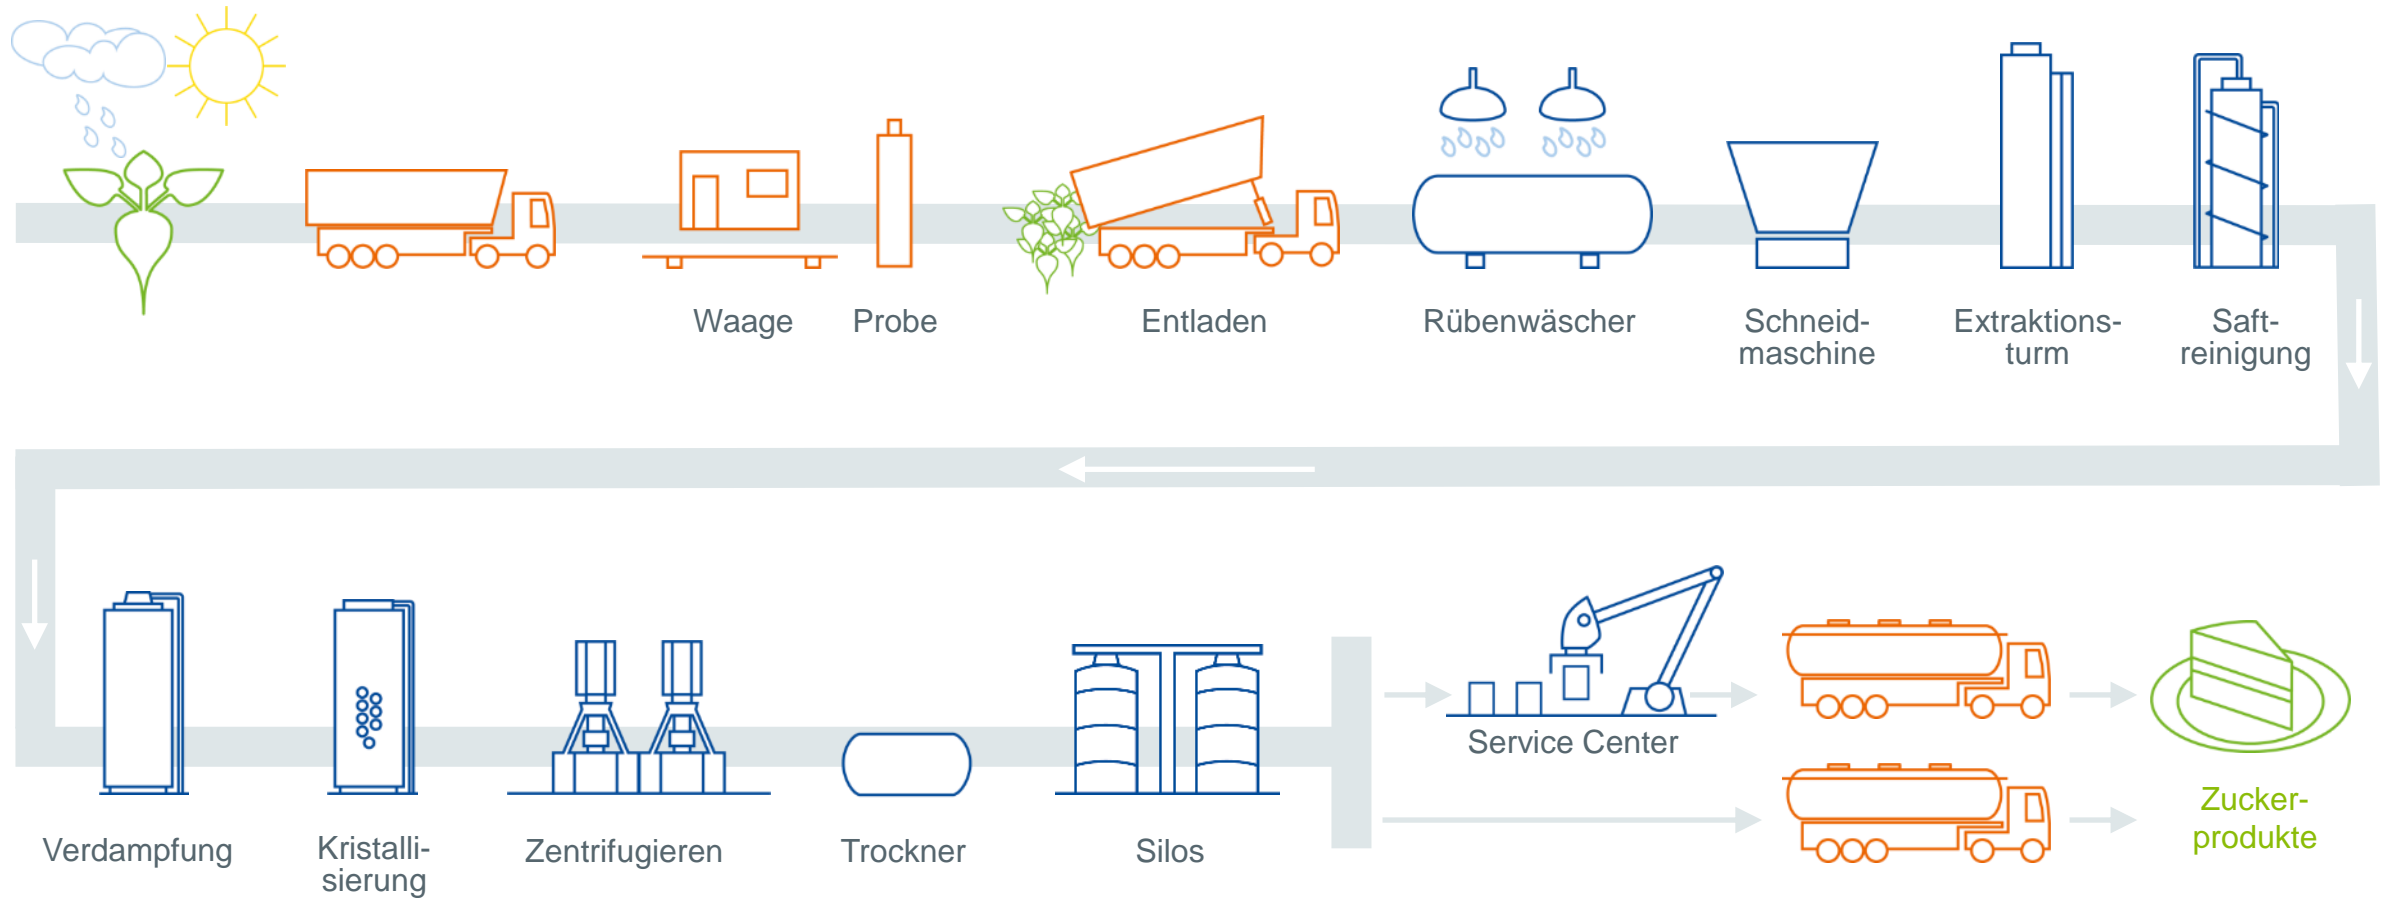 Waage
Probe
Entladen
Rübenwäscher
Schneid-
maschine
Extraktions-
turm
Saft-
reinigung
Verdampfung
Kristalli-
sierung
Zentrifugieren
Trockner
Silos
Service Center
Zucker-
produkte